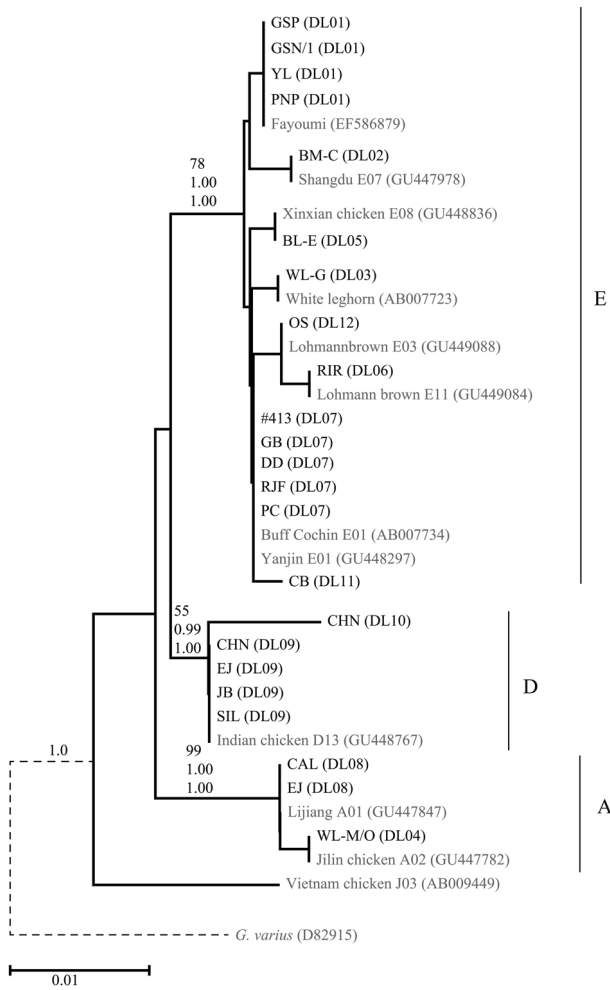 GSP (DL01)
GSN/1 (DL01)
YL (DL01)
PNP (DL01)
Fayoumi (EF586879)
BM-C (DL02)
78
1.00
1.00
Shangdu E07 (GU447978)
Xinxian chicken E08 (GU448836)
BL-E (DL05)
WL-G (DL03)
White leghorn (AB007723)
E
OS (DL12)
Lohmannbrown E03 (GU449088)
RIR (DL06)
Lohmann brown E11 (GU449084)
#413 (DL07)
GB (DL07)
DD (DL07)
RJF (DL07)
PC (DL07)
Buff Cochin E01 (AB007734)
Yanjin E01 (GU448297)
CB (DL11)
55
0.99
1.00
CHN (DL10)
CHN (DL09)
EJ (DL09)
JB (DL09)
D
SIL (DL09)
Indian chicken D13 (GU448767)
1.0
99
1.00
1.00
CAL (DL08)
EJ (DL08)
A
Lijiang A01 (GU447847)
WL-M/O (DL04)
Jilin chicken A02 (GU447782)
Vietnam chicken J03 (AB009449)
G. varius (D82915)
0.01